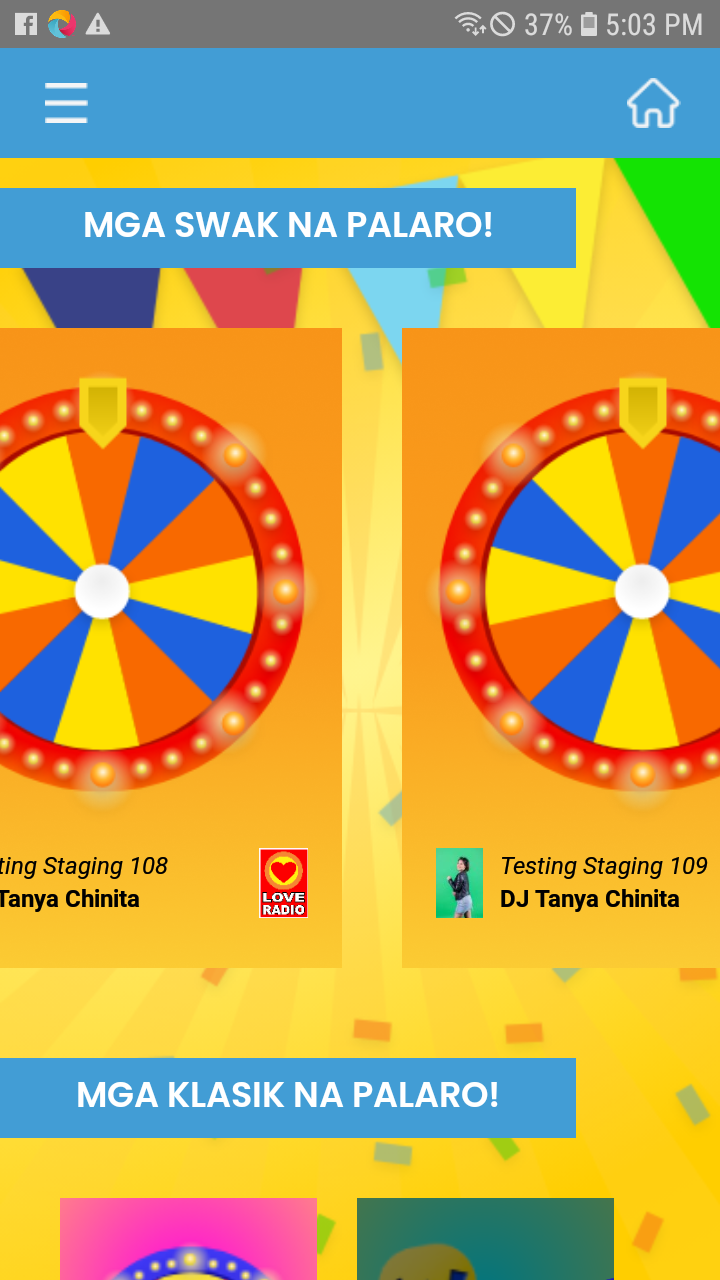 37% 5:03 PM
MGA SWAK NA PALARO!
ting Staging 108
Tanya Chinita
LOVE
RADIO
Testing Staging 109
DJ Tanya Chinita
MGA KLASIK NA PALARO!